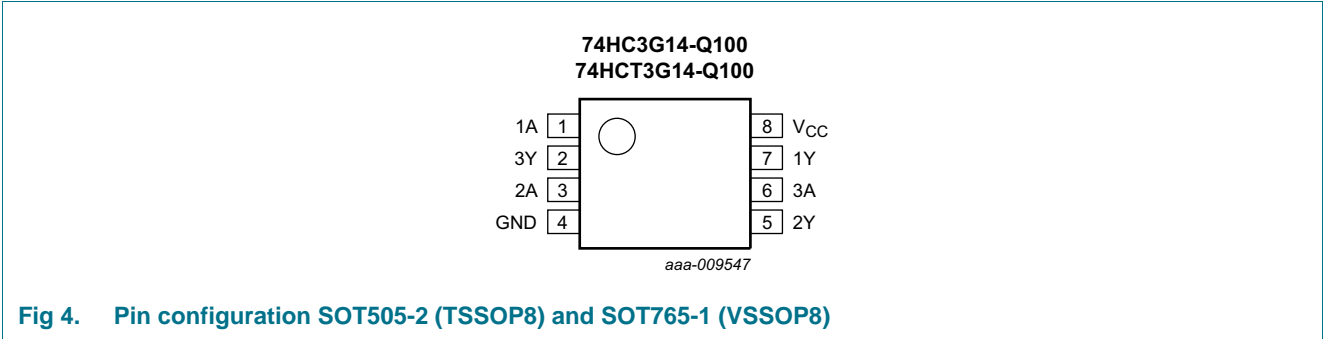 74HC3G14-Q100
74HCT3G14-Q100
1A 1 8 VCC
3Y 2 7 1Y
2A 3 6 3A
GND 4 5 2Y
aaa-009547
Fig 4. Pin configuration SOT505-2 (TSSOP8) and SOT765-1 (VSSOP8)